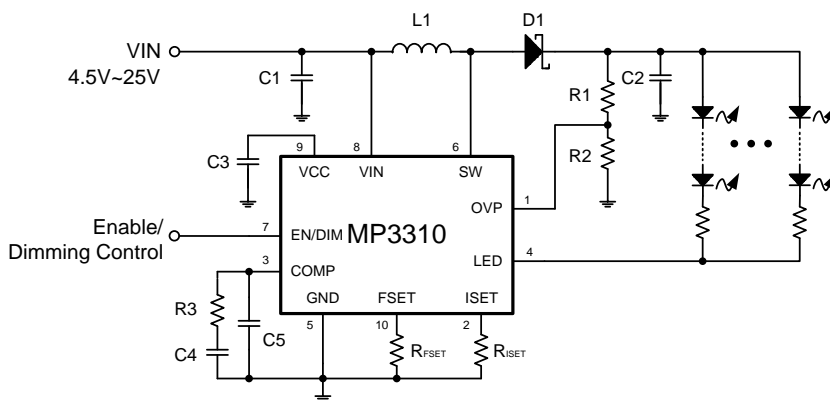 L1
D1
VIN
4.5V~25V
C1
C2
R1
R2
C3
9
8
6
VCC
VIN
SW
1
OVP
Enable/
Dimming Control
7
EN/DIM
MP3310
3
COMP
4
LED
GND
FSET
ISET
R3
C5
C4
5
10
2
RFSET
RISET